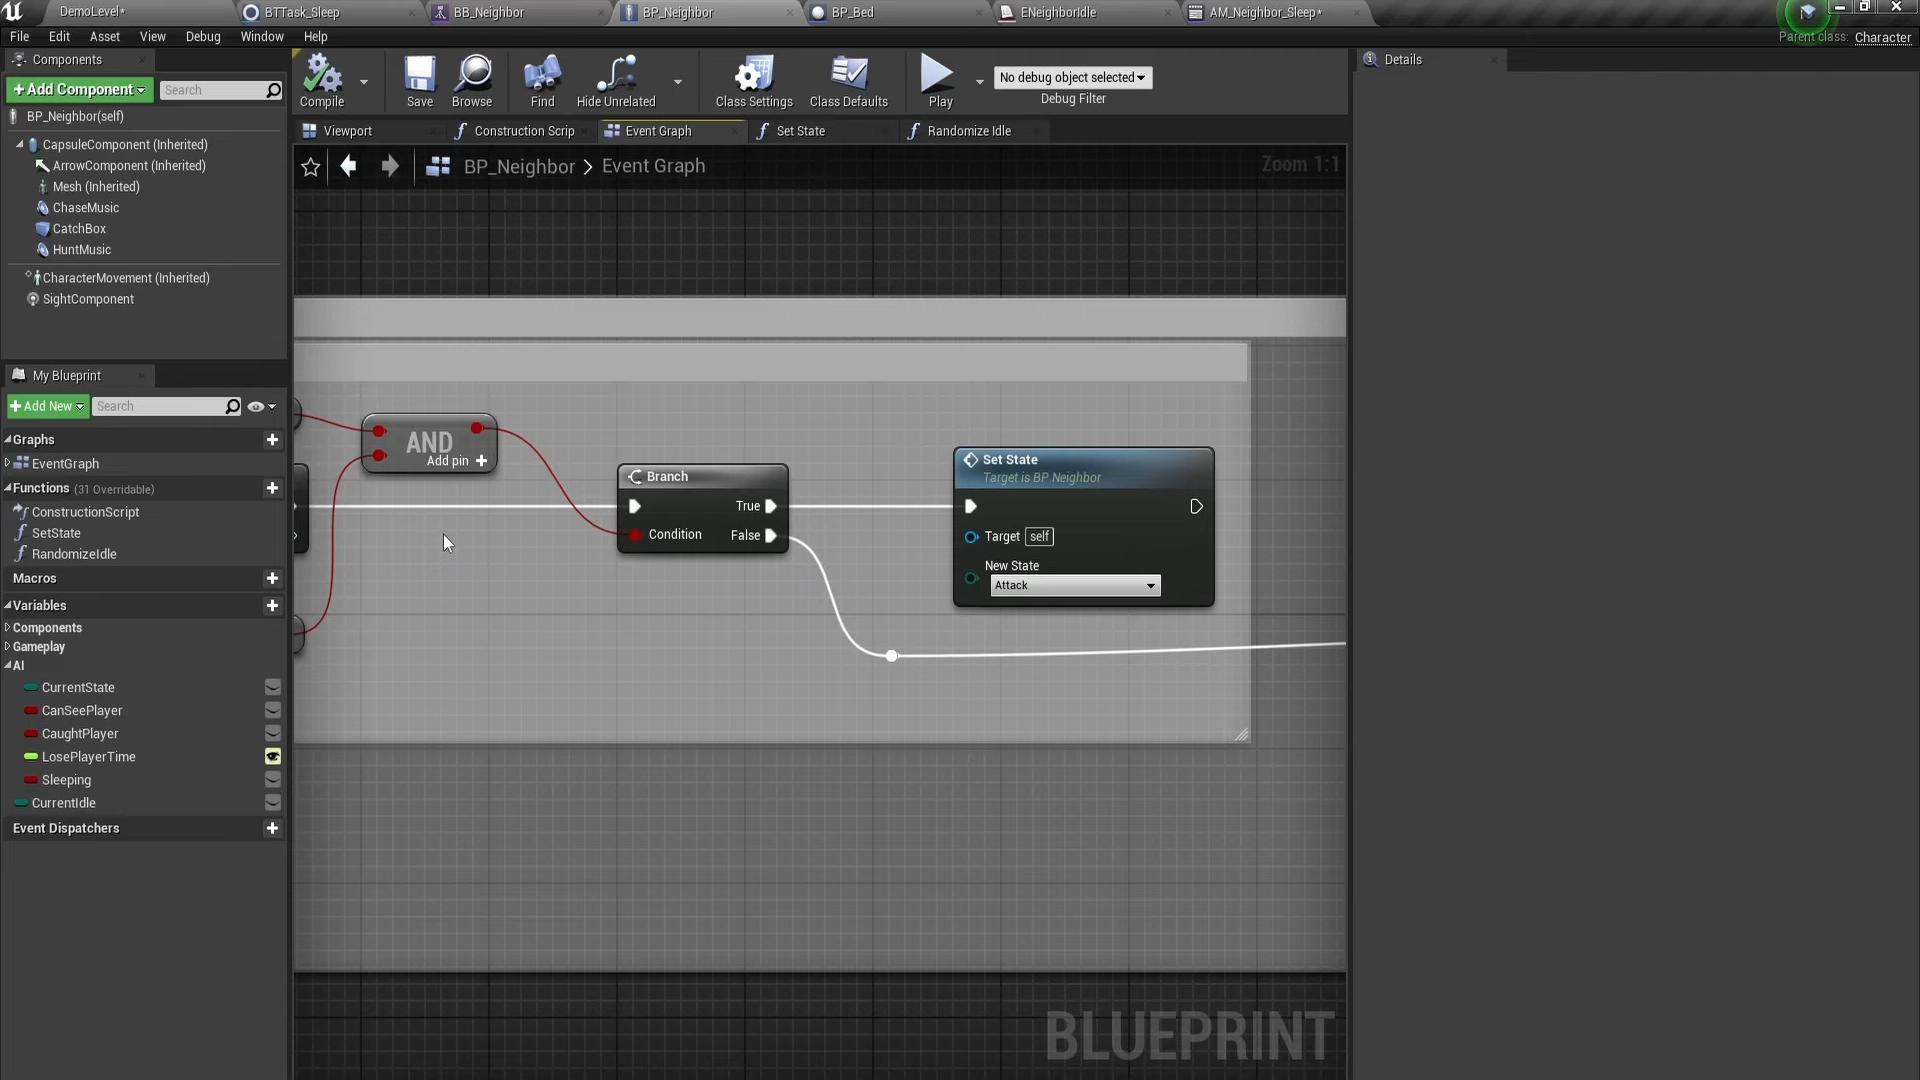 DemoLevel*
BTTask_Sleep
BB_Neighbor
BP_Neighbor
BP_Bed
ENeighborIdle
AM_Neighbor_Sleep*
File
Edit
Asset
View
Debug
Window
Help
Parent class: Character
Components
+Add Component
Search
BP_Neighbor(self)
CapsuleComponent (Inherited)
ArrowComponent (Inherited)
Mesh (Inherited)
ChaseMusic
CatchBox
HuntMusic
CharacterMovement (Inherited)
SightComponent
Compile
Save
Browse
Find
Hide Unrelated
Class Settings
Class Defaults
Play
No debug object selected
Debug Filter
Details
Viewport
Construction Scrip
Event Graph
Set State
Randomize Idle
BP_Neighbor > Event Graph
Zoom 1:1
My Blueprint
+Add New
Search
Graphs
EventGraph
Functions (31 Overridable)
ConstructionScript
SetState
RandomizeIdle
Macros
Variables
Components
Gameplay
AI
CurrentState
CanSeePlayer
CaughtPlayer
LosePlayerTime
Sleeping
CurrentIdle
Event Dispatchers
AND
Add pin +
Branch
True
Condition
False
Set State
Target is BP Neighbor
Target self
New State
Attack
BLUEPRINT